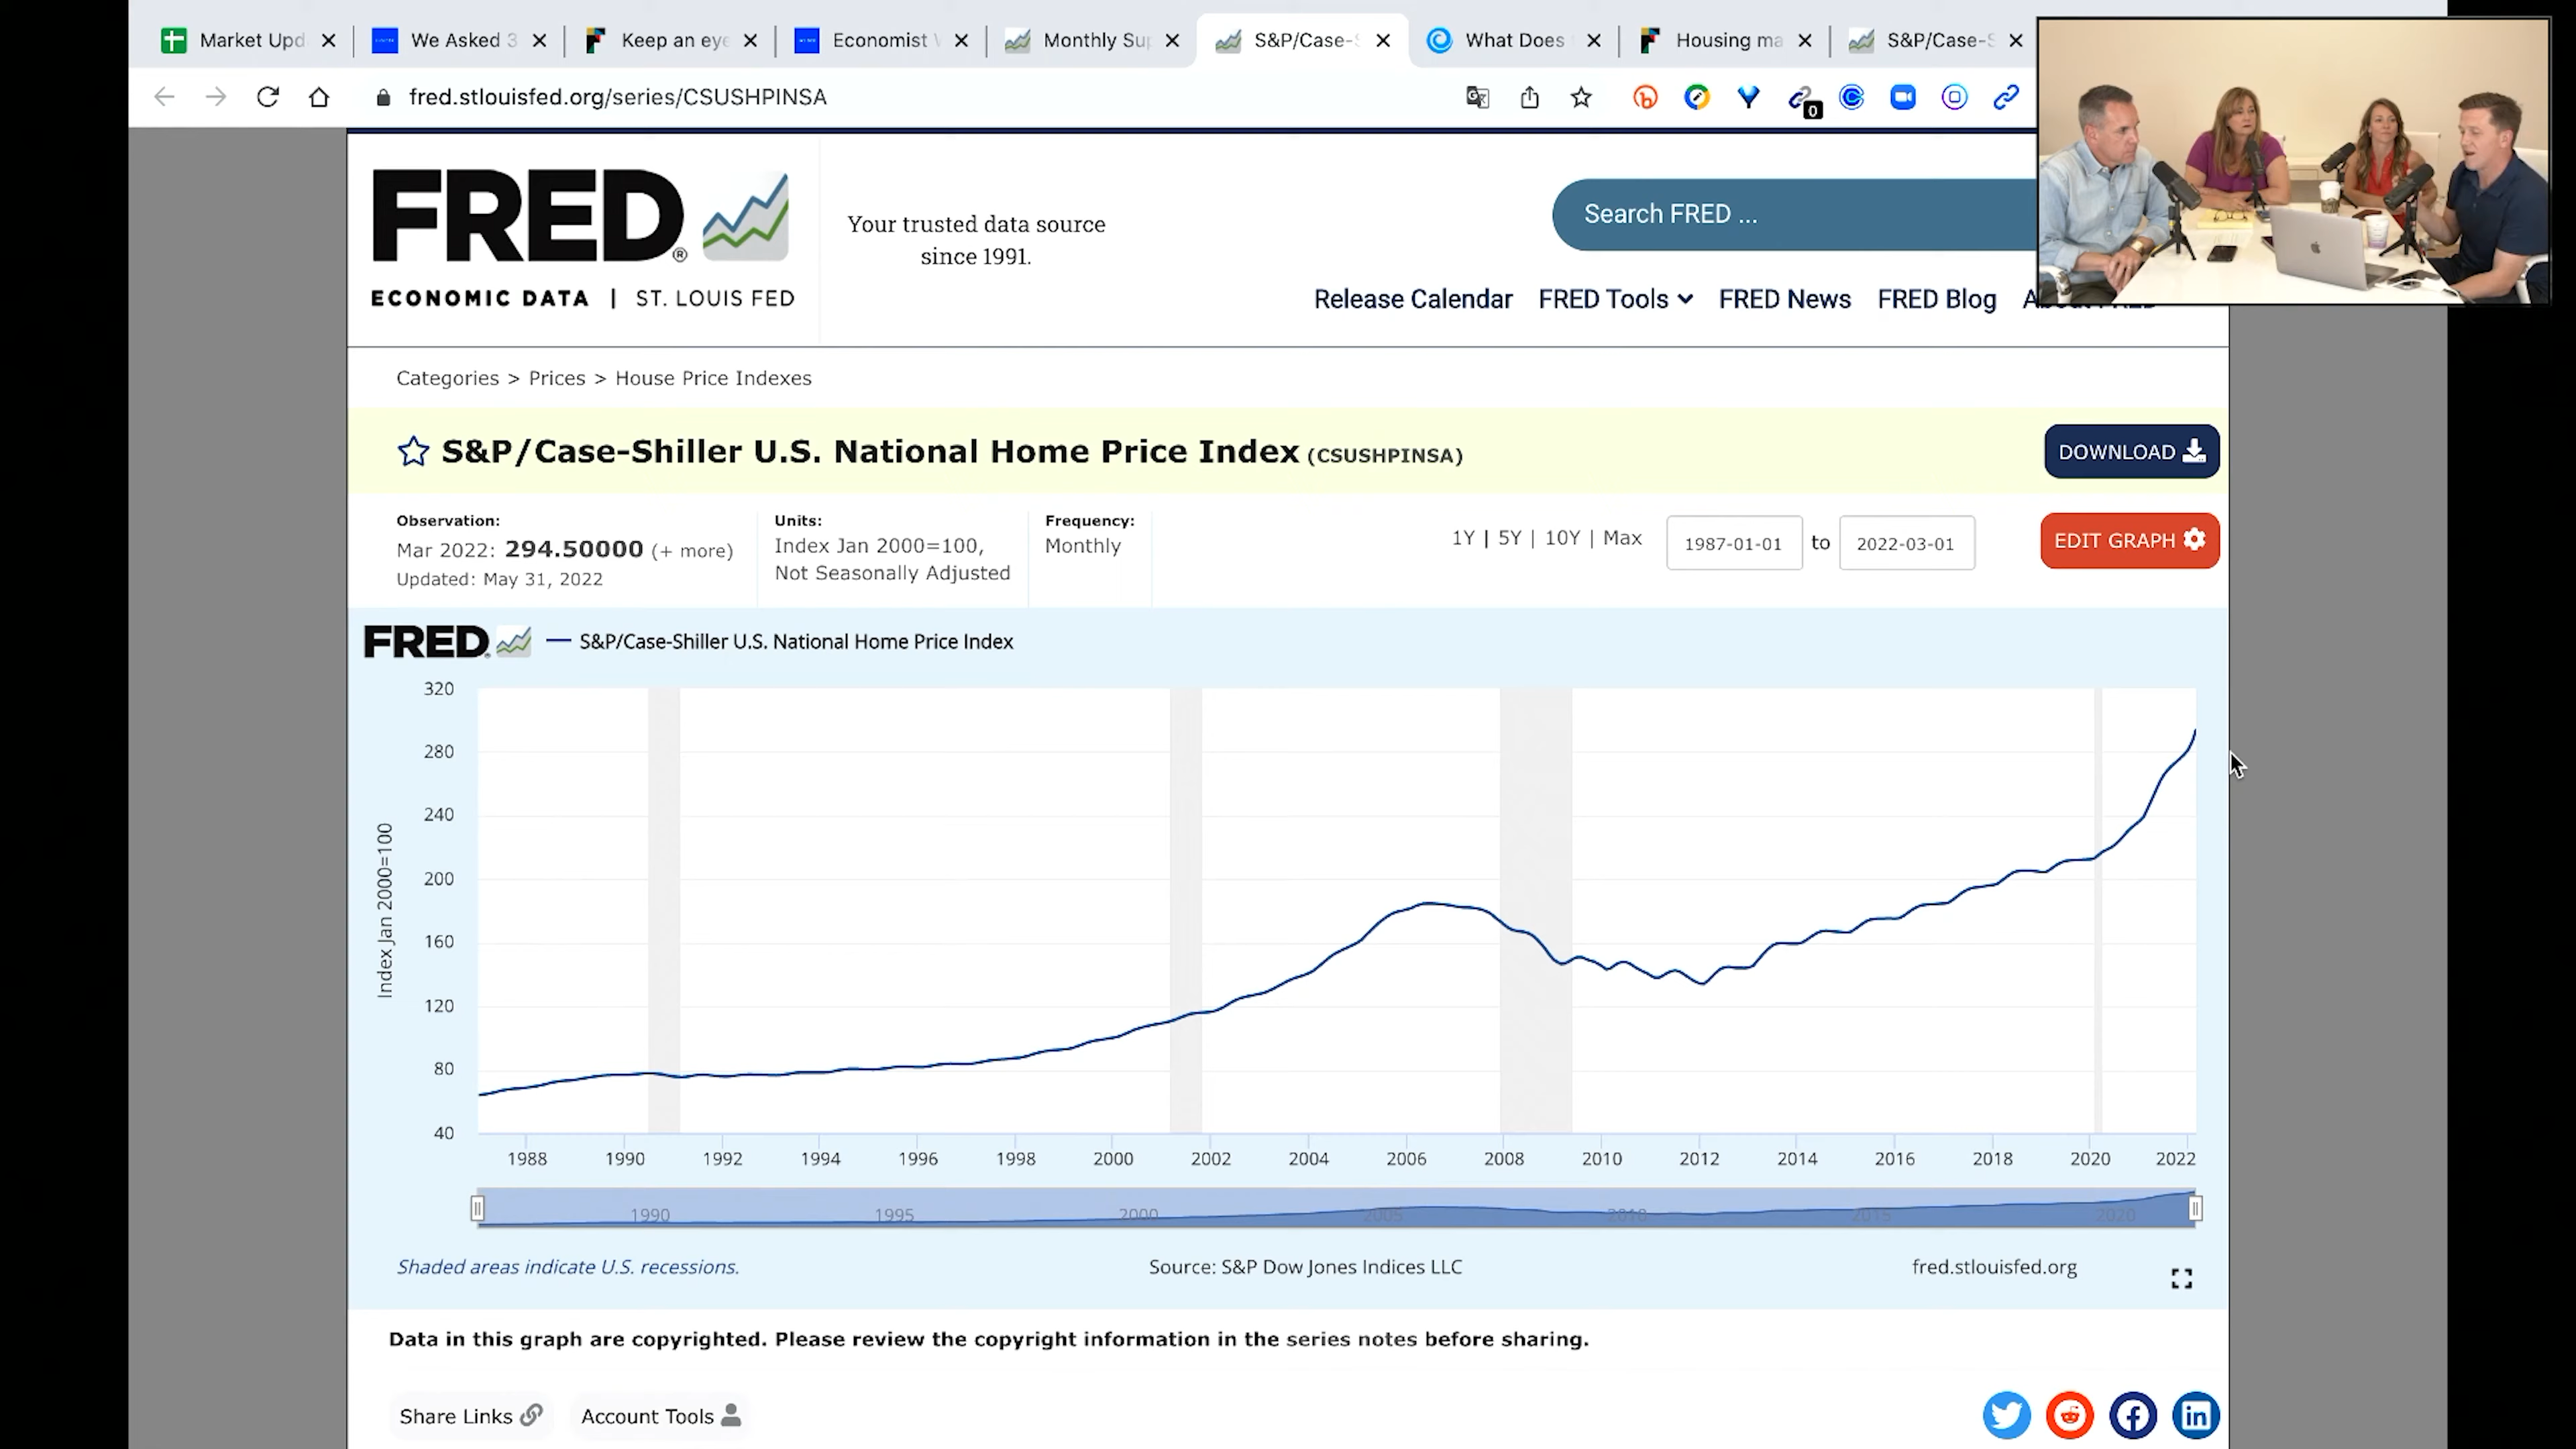 Market Upd
We Asked 3
Keep an eye
Economist
Monthly Sup
S&P/Case-S
What Does
Housing ma
S&P/Case-S
fred.stlouisfed.org/series/CSUSHPINSA
0
FRED®
ECONOMIC DATA | ST. LOUIS FED
Your trusted data source
since 1991.
Search FRED ...
Release Calendar
FRED Tools
FRED News
FRED Blog
Categories > Prices > House Price Indexes
S&P/Case-Shiller U.S. National Home Price Index (CSUSHPINSA)
DOWNLOAD
Observation:
Mar 2022: 294.50000 (+ more)
Updated: May 31, 2022
Units:
Index Jan 2000=100,
Not Seasonally Adjusted
Frequency:
Monthly
1Y | 5Y | 10Y | Max
1987-01-01 to 2022-03-01
EDIT GRAPH
FRED
S&P/Case-Shiller U.S. National Home Price Index
320
280
240
200
160
120
80
40
Index Jan 2000=100
1988 1990 1992 1994 1996 1998 2000 2002 2004 2006 2008 2010 2012 2014 2016 2018 2020 2022
1990 1995 2000 2005 2010 2015 2020
Shaded areas indicate U.S. recessions.
Source: S&P Dow Jones Indices LLC
fred.stlouisfed.org
Data in this graph are copyrighted. Please review the copyright information in the series notes before sharing.
Share Links
Account Tools